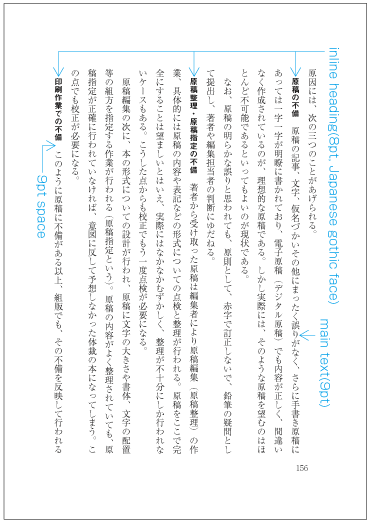 inline heading(8pt, Japanese gothic face)
main text(9pt)
9pt space
原因には、次の三つのことがあげられる。
原稿の不備　原稿の記事、文字、仮名づかいその他にまったく誤りがなく、さらに手書き原稿に
あっては一字一字が明瞭に書かれており、電子原稿（デジタル原稿）でも内容が正しく、間違い
なく作成されているのが、理想的な原稿である。しかし実際には、そのような原稿を望むのはほ
とんど不可能であるといってもよいのが現状である。
なお、原稿の明らかな誤りと思われても、原則として、赤字で訂正しないで、鉛筆の疑問とし
て提出し、著者や編集担当者の判断にゆだねる。
原稿整理・原稿指定の不備　著者から受け取った原稿は編集者により原稿編集（原稿整理）の作
業、具体的には原稿の内容や表記などの形式についての点検と整理が行われる。原稿をここで完
全にすることは望ましいとはいえ、実際にはなかなかむずかしく、整理が不十分にしか行われな
いケースもある。こうした点からも校正でもう一度点検が必要になる。
原稿編集の次に、本の形式についての設計が行われ、原稿に文字の大きさや書体、文字の配置
等の組方を指定する作業が行われる（原稿指定という）。原稿の内容がよく整理されていても、原
稿指定が正確に行われていなければ、意図に反して予想しなかった体裁の本になってしまう。こ
の点でも校正が必要になる。
印刷作業での不備　このように原稿に不備がある以上、組版でも、その不備を反映して行われる
156